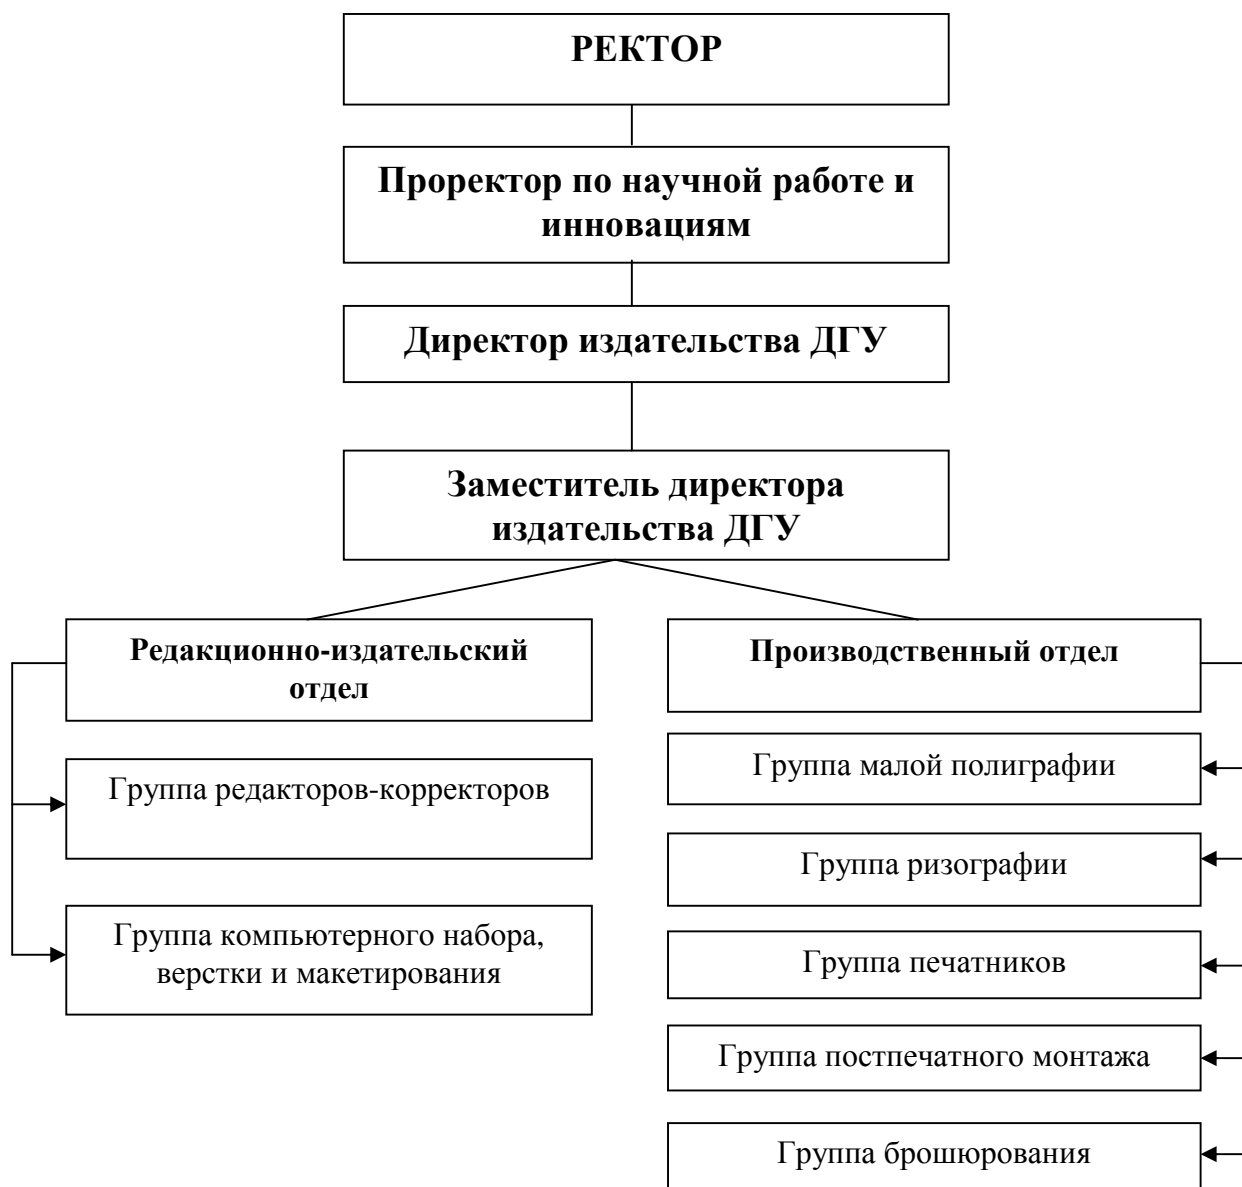 РЕКТОР
Проректор по научной работе и
инновациям
Директор издательства ДГУ
Заместитель директора
издательства ДГУ
Редакционно-издательский
отдел
Группа редакторов-корректоров
Группа компьютерного набора,
верстки и макетирования
Производственный отдел
Группа малой полиграфии
Группа ризографии
Группа печатников
Группа постпечатного монтажа
Группа брошюрования